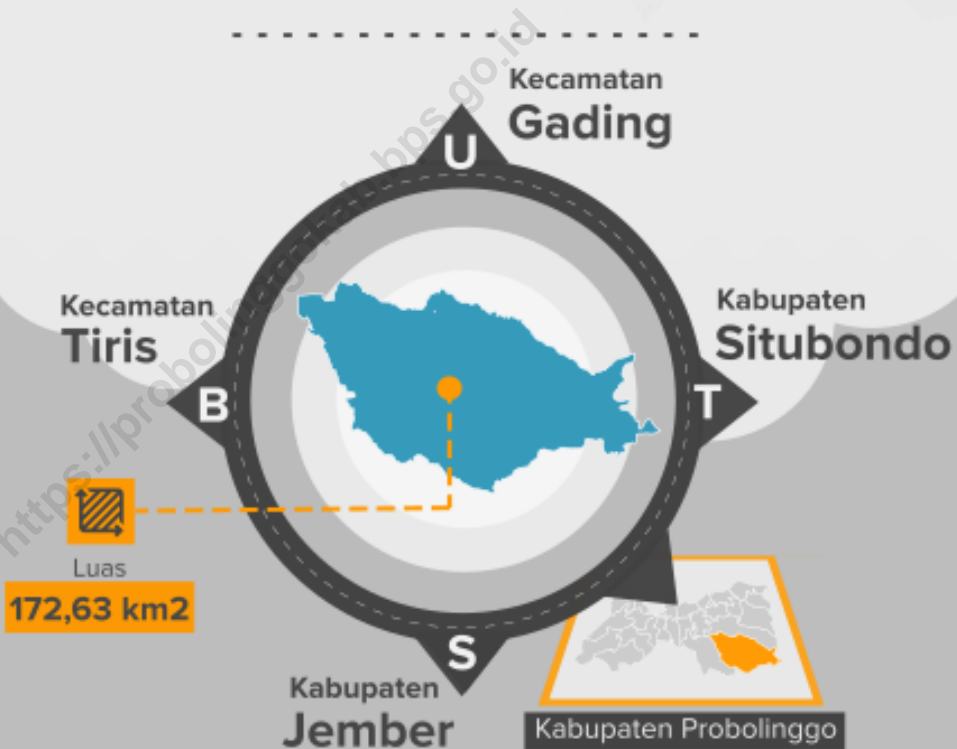 Kecamatan
Gading
U
Kecamatan
Tiris
Kabupaten
Situbondo
B
T
Luas
172,63 km2
S
Kabupaten
Jember
Kabupaten Probolinggo
https://probolinggokab.bps.go.id